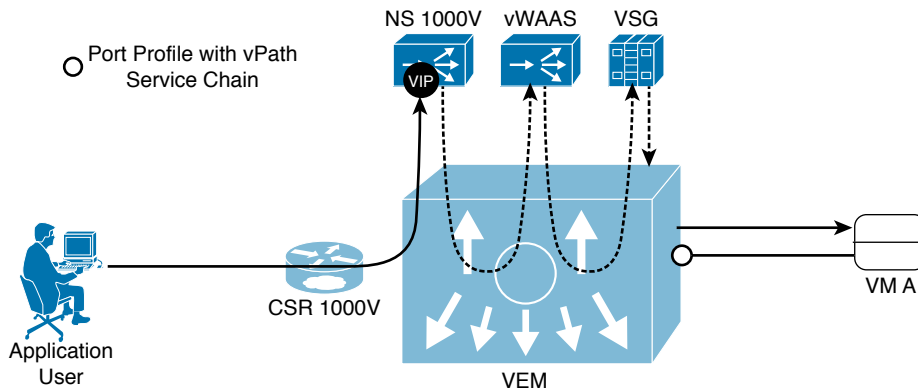 NS 1000V
vWAAS
VSG
Port Profile with vPath
Service Chain
VIP
CSR 1000V
VM A
Application
User
VEM